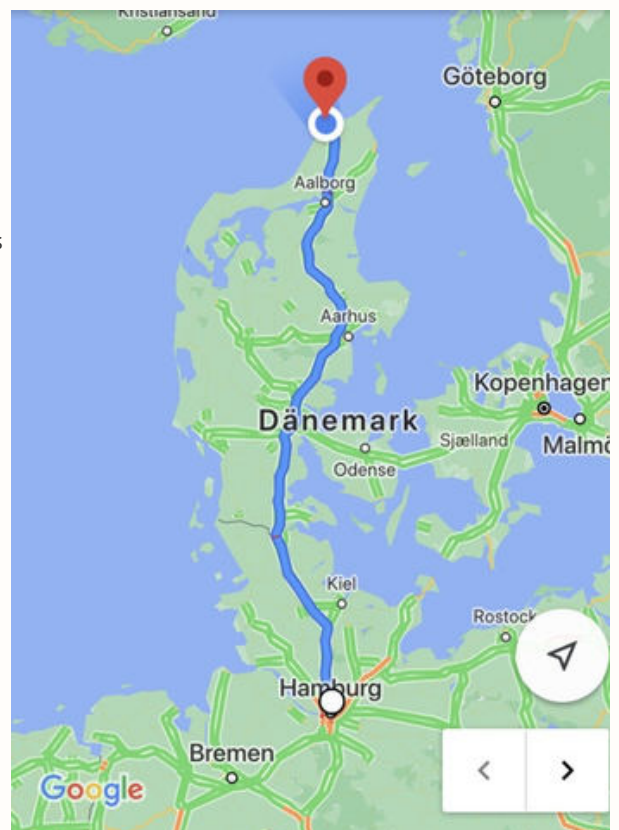 Kristiansand
Göteborg
Aalborg
s
Aarhus
Kopenhagen
Dänemark
Sjælland
Malmö
Odense
Kiel
Rostock
Hamburg
Bremen
Google